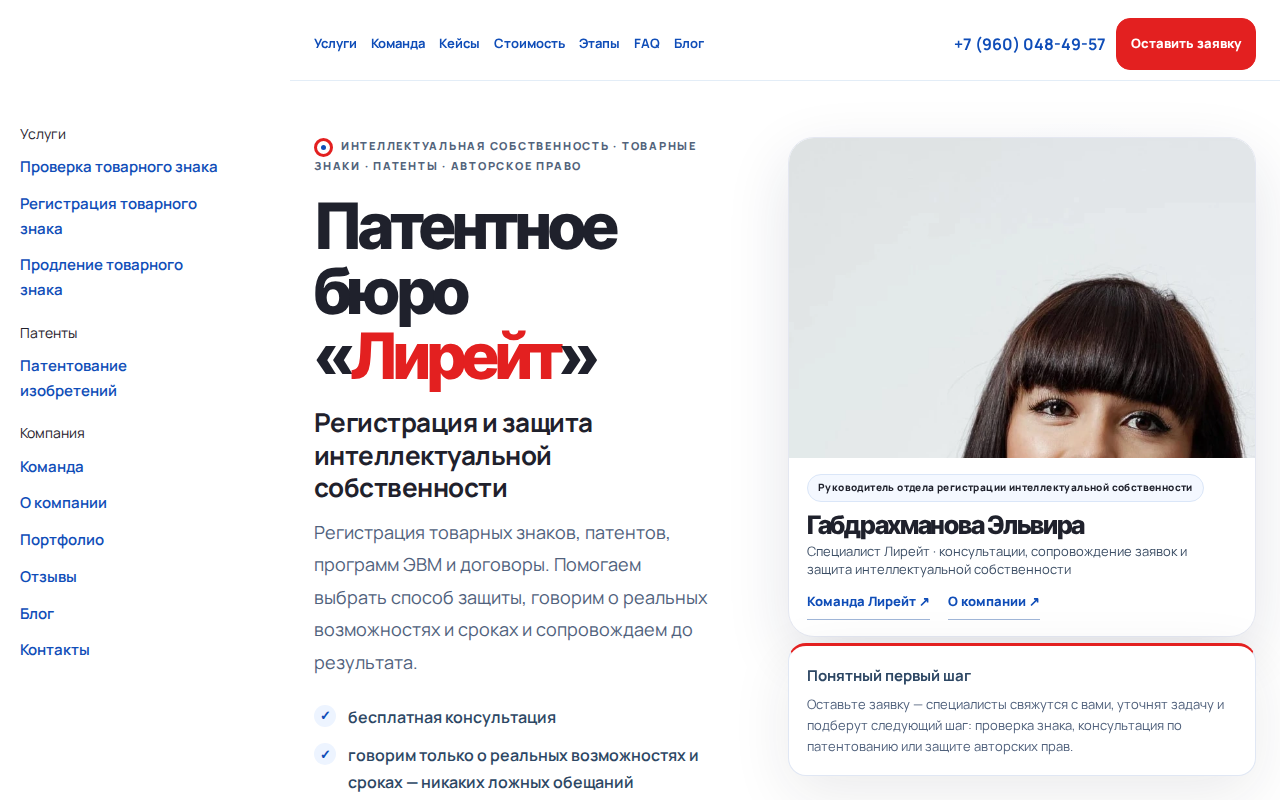 Услуги Команда Кейсы Стоимость Этапы FAQ Блог
+7 (960) 048-49-57
Оставить заявку
Услуги
Проверка товарного знака
Регистрация товарного
знака
Продление товарного
знака
Патенты
Патентование
изобретений
Компания
Команда
О компании
Портфолио
Отзывы
Блог
Контакты
ИНТЕЛЛЕКТУАЛЬНАЯ СОБСТВЕННОСТЬ · ТОВАРНЫЕ
ЗНАКИ · ПАТЕНТЫ · АВТОРСКОЕ ПРАВО
Патентное
бюро
«Лирейт»
Регистрация и защита
интеллектуальной
собственности
Регистрация товарных знаков, патентов,
программ ЭВМ и договоры. Помогаем
выбрать способ защиты, говорим о реальных
возможностях и сроках и сопровождаем до
результата.
✓ бесплатная консультация
✓ говорим только о реальных возможностях и
сроках — никаких ложных обещаний
Руководитель отдела регистрации интеллектуальной собственности
Габдрахманова Эльвира
Специалист Лирейт · консультации, сопровождение заявок и
защита интеллектуальной собственности
Команда Лирейт ↗ О компании ↗
Понятный первый шаг
Оставьте заявку — специалисты свяжутся с вами, уточнят задачу и
подберут следующий шаг: проверка знака, консультация по
патентованию или защите авторских прав.